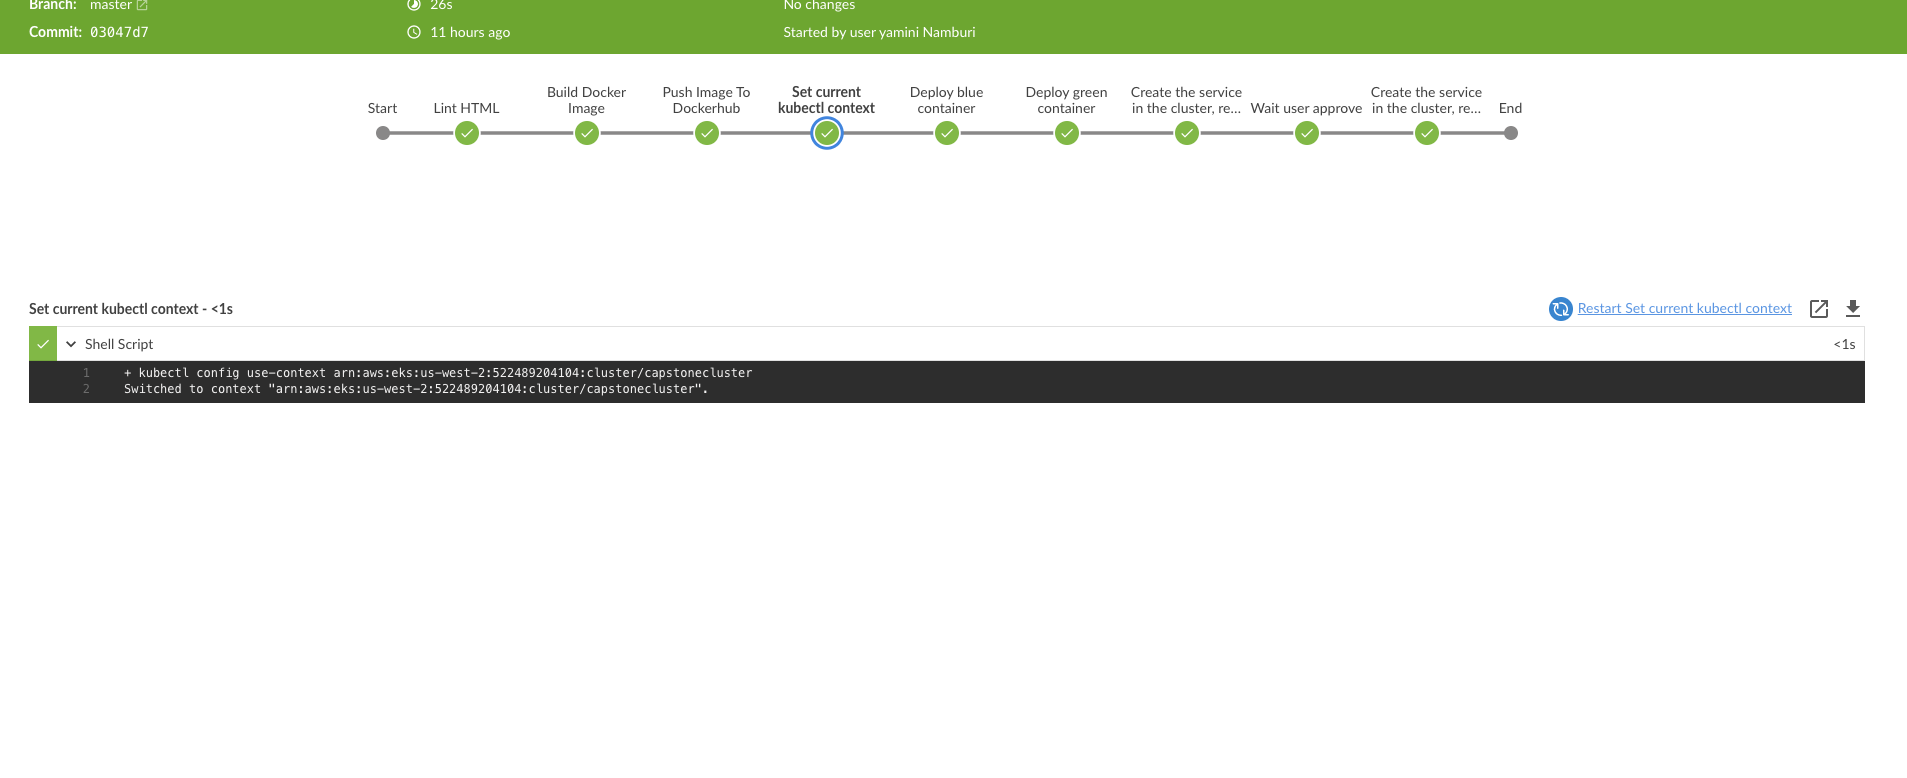 Branch: master 26s No changes
Commit: 03047d7 11 hours ago Started by user yamini Namburi
Start
Lint HTML
Build Docker
Image
Push Image To
Dockerhub
Set current
kubectl context
Deploy blue
container
Deploy green
container
Create the service
in the cluster, re...
Wait user approve
Create the service
in the cluster, re...
End
Set current kubectl context - <1s
Restart Set current kubectl context
Shell Script <1s
1 + kubectl config use-context arn:aws:eks:us-west-2:522489204104:cluster/capstonecluster
2 Switched to context "arn:aws:eks:us-west-2:522489204104:cluster/capstonecluster".